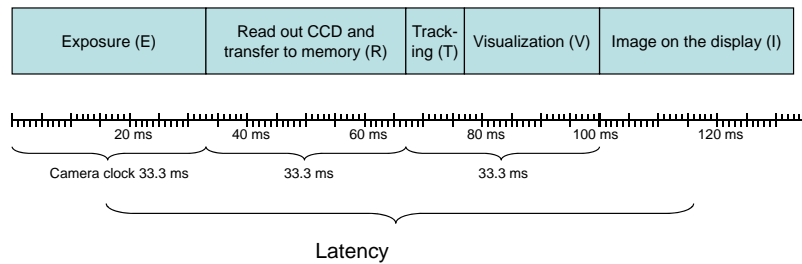 Exposure (E)
Read out CCD and
transfer to memory (R)
Track-
ing (T)
Visualization (V)
Image on the display (I)
20 ms
40 ms
60 ms
80 ms
100 ms
120 ms
Camera clock 33.3 ms
33.3 ms
33.3 ms
Latency